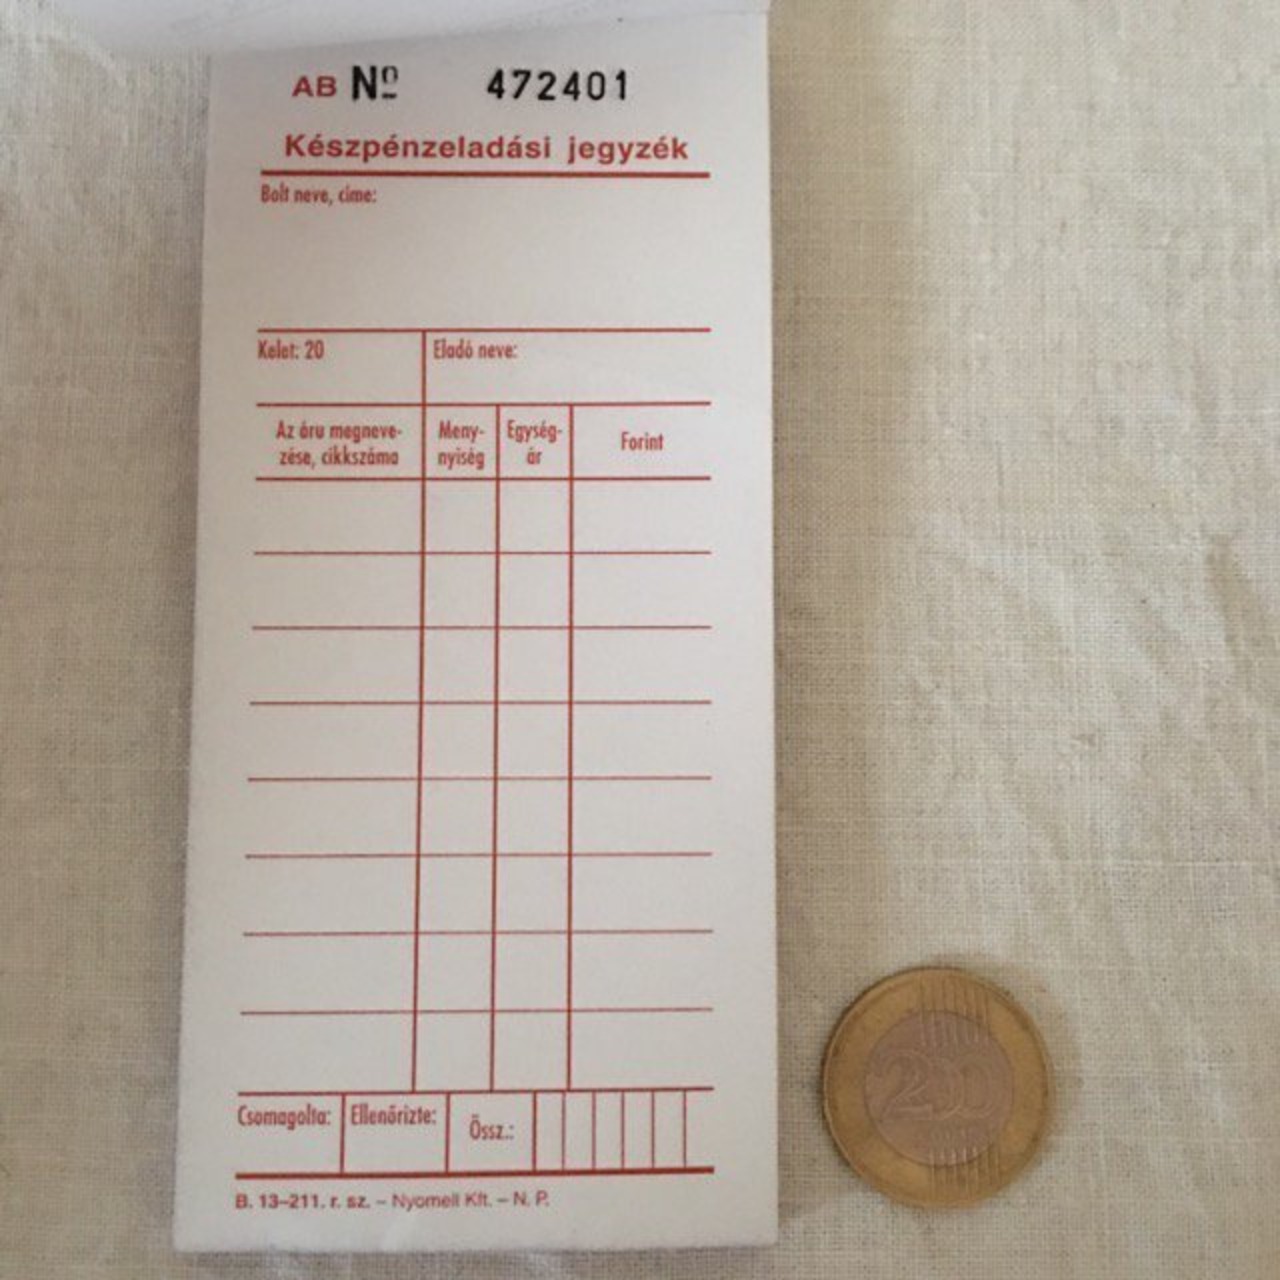 AB Nº 472401
Készpénzeladási jegyzék
Bolt neve, címe:
Kelet: 20
Eladó neve:
Az áru megneve-
zése, cikkszáma
Meny-
nyiség
Egység-
ár
Forint
Csomagolta:
Ellenőrizte:
Össz.:
B. 13–211. r. sz. – Nyomell Kft. – N. P.
200